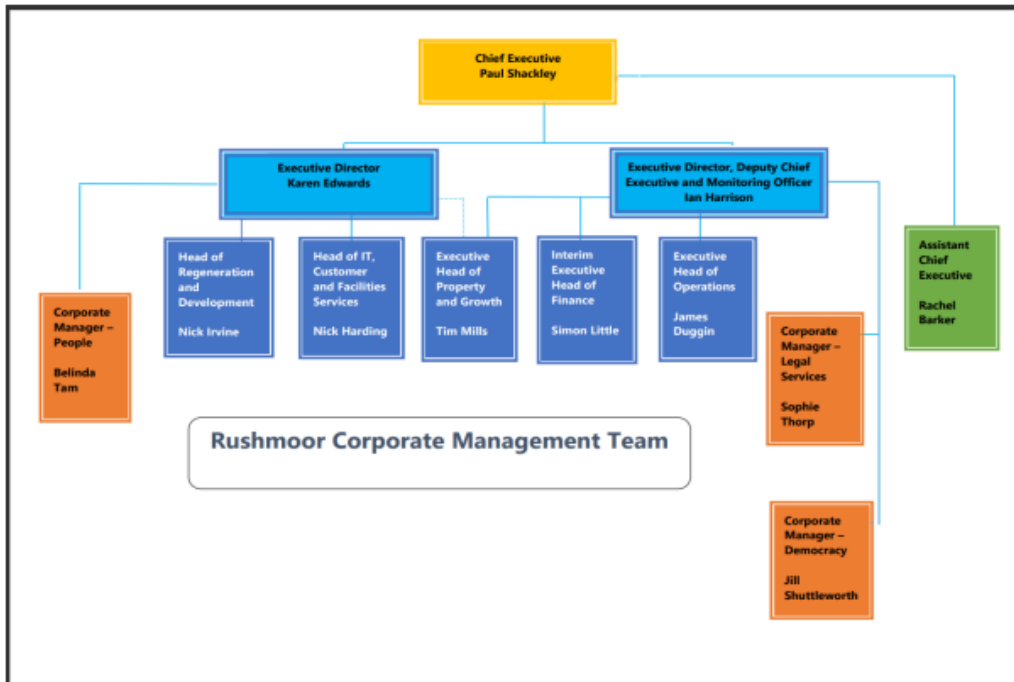 Chief Executive
Paul Shackley
Executive Director
Karen Edwards
Executive Director, Deputy Chief
Executive and Monitoring Officer
Ian Harrison
Head of
Regeneration
and
Development
Nick Irvine
Head of IT,
Customer
and Facilities
Services
Nick Harding
Executive
Head of
Property
and Growth
Tim Mills
Interim
Executive
Head of
Finance
Simon Little
Executive
Head of
Operations
James
Duggin
Assistant
Chief
Executive
Rachel
Barker
Corporate
Manager –
People
Belinda
Tam
Corporate
Manager –
Legal
Services
Sophie
Thorp
Rushmoor Corporate Management Team
Corporate
Manager –
Democracy
Jill
Shuttleworth